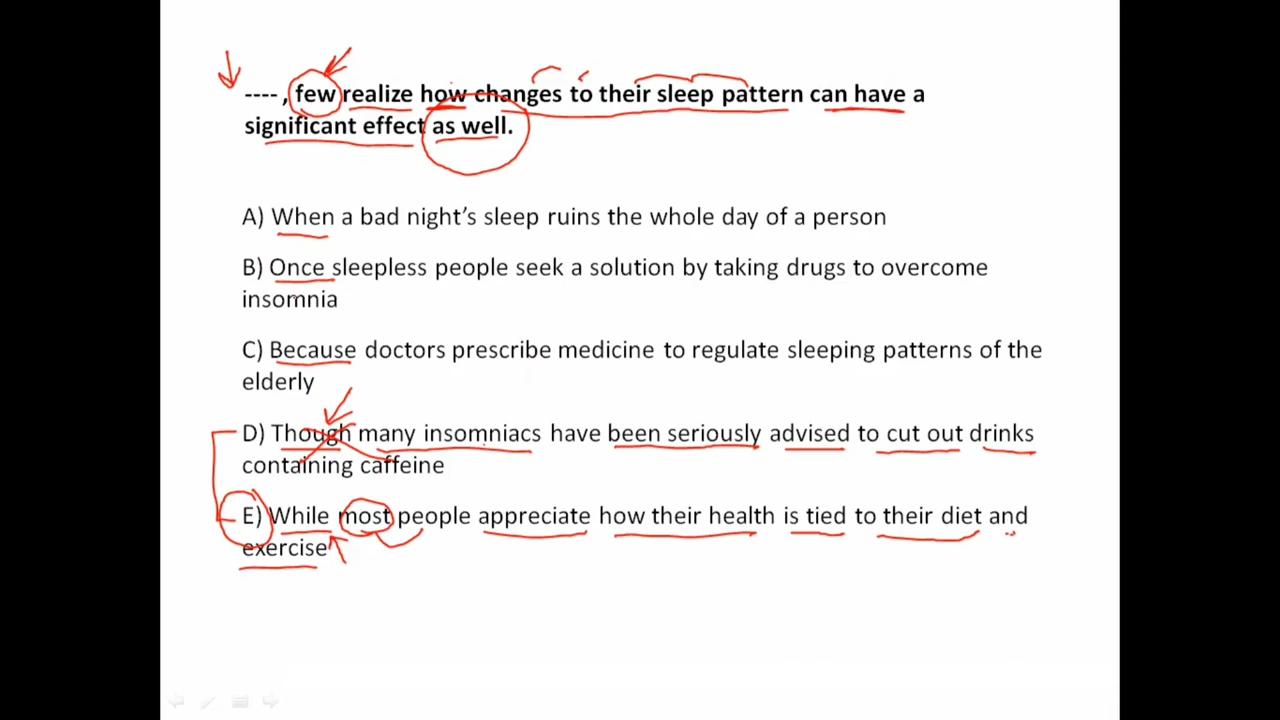 ---- , few realize how changes to their sleep pattern can have a
significant effect as well.
A) When a bad night's sleep ruins the whole day of a person
B) Once sleepless people seek a solution by taking drugs to overcome
insomnia
C) Because doctors prescribe medicine to regulate sleeping patterns of the
elderly
D) Though many insomniacs have been seriously advised to cut out drinks
containing caffeine
E) While most people appreciate how their health is tied to their diet and
exercise